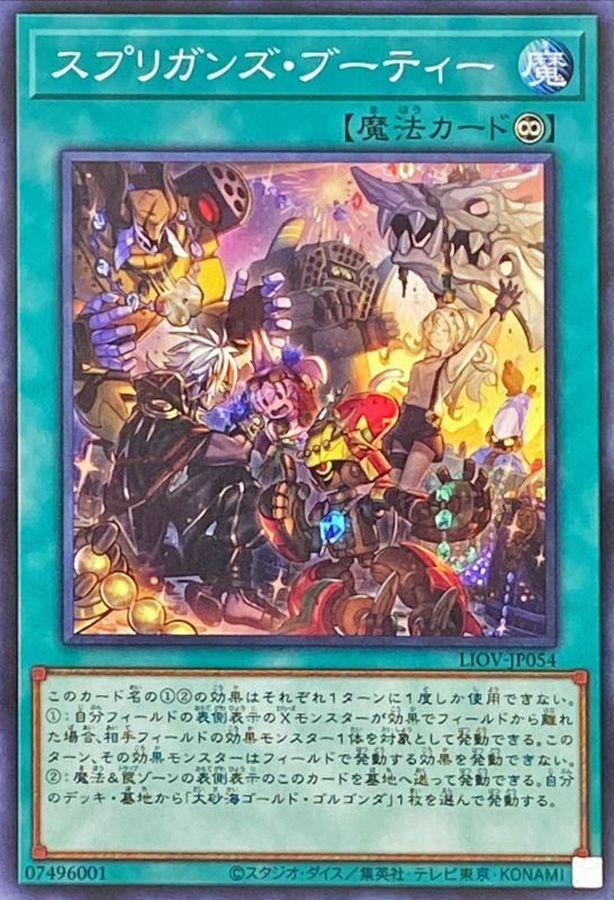 スプリガンズ・ブーティー
魔
【魔法カード♾】
LIOV-JP054
このカード名の①②の効果はそれぞれ1ターンに1度しか使用できない。
①：自分フィールドの表側表示のXモンスターが効果でフィールドから離れ
た場合、相手フィールドの効果モンスター1体を対象として発動できる。この
ターン、その効果モンスターはフィールドで発動する効果を発動できない。
②：魔法＆罠ゾーンの表側表示のこのカードを墓地へ送って発動できる。自分
のデッキ・墓地から「大砂海ゴールド・ゴルゴンダ」1枚を選んで発動する。
07496001
©スタジオ・ダイス／集英社・テレビ東京・KONAMI